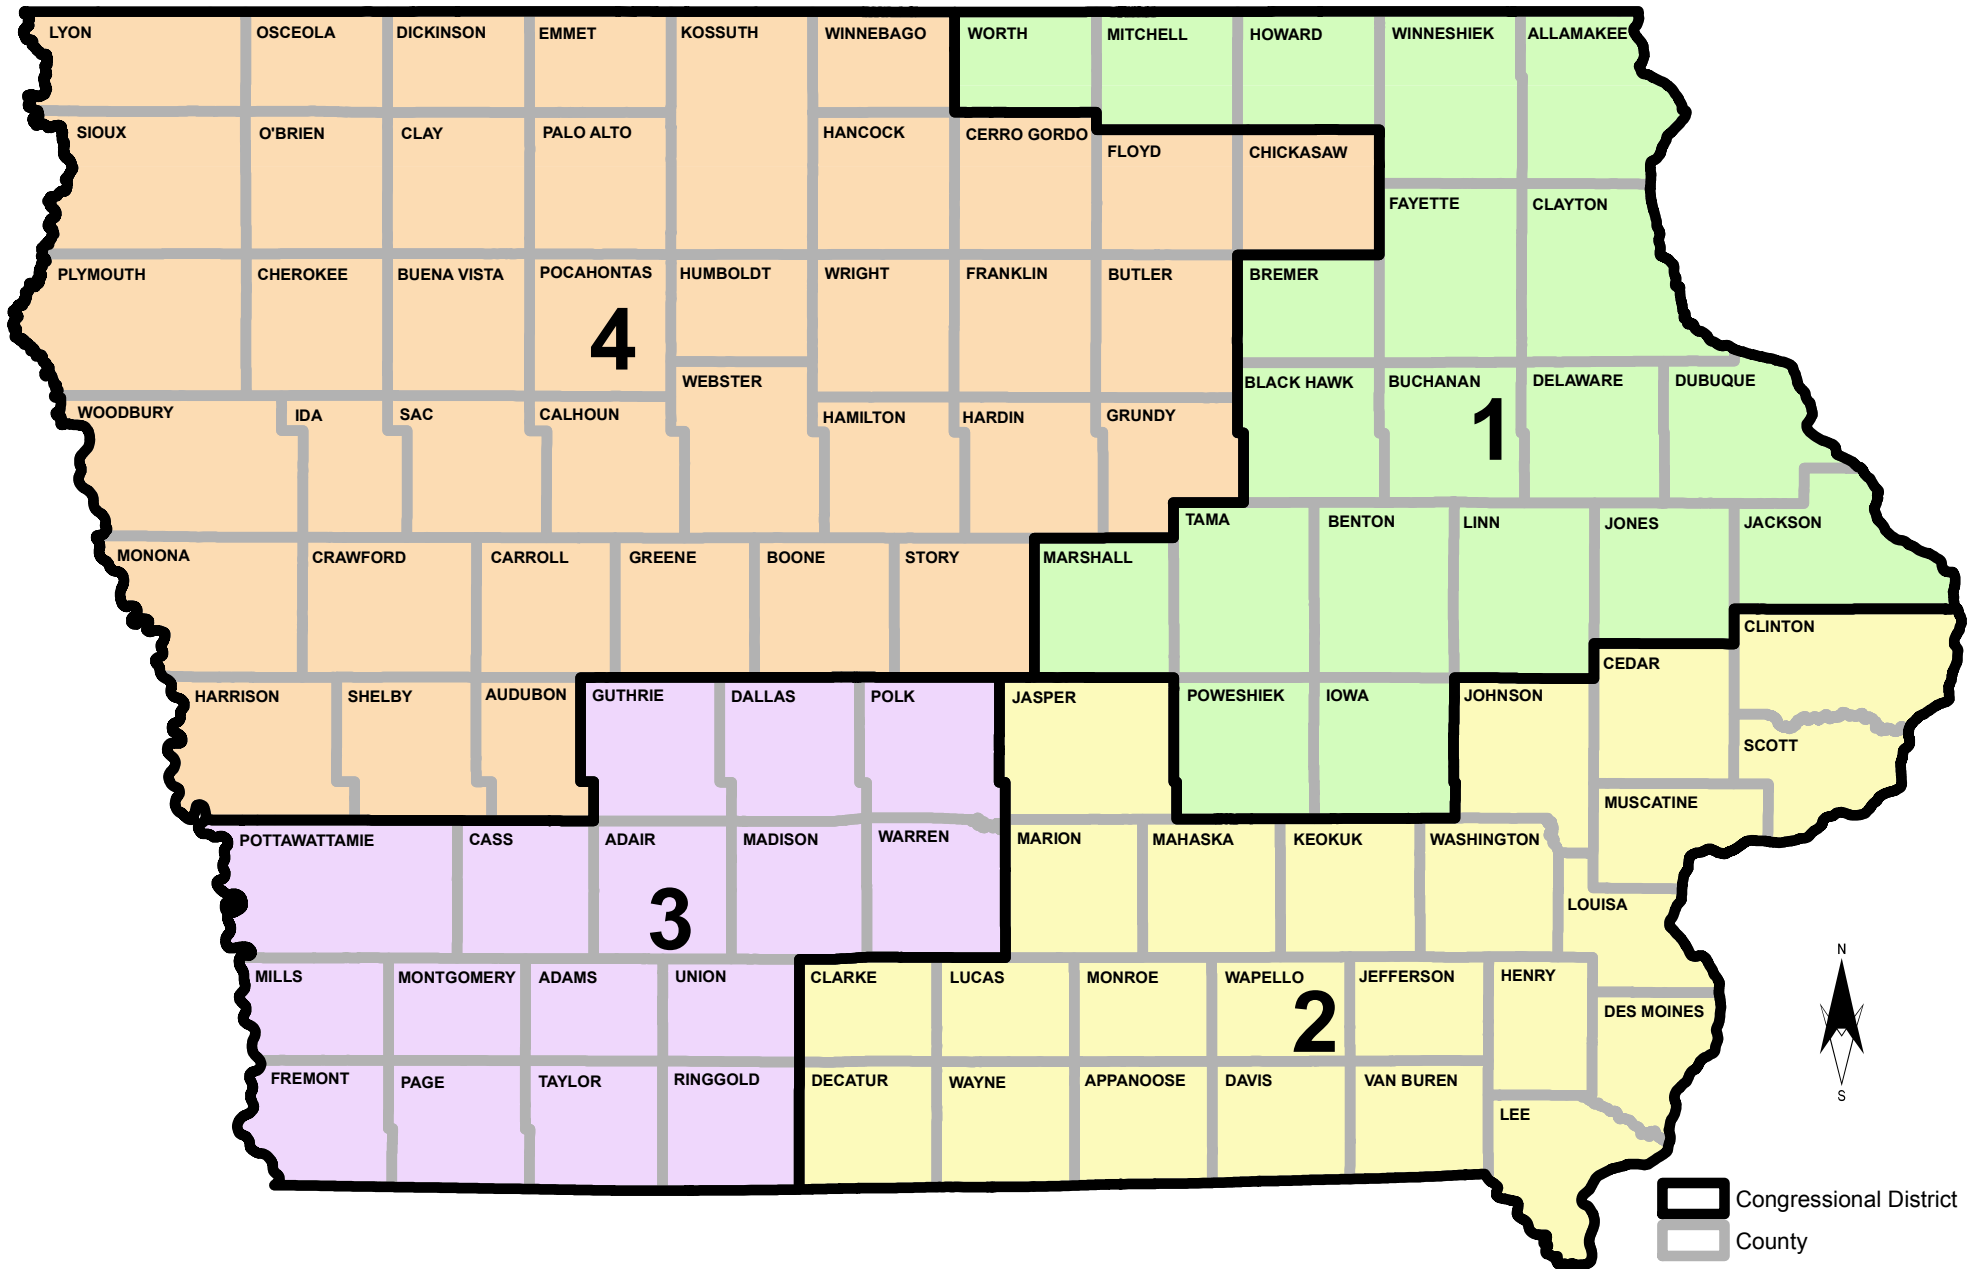 LYON
OSCEOLA
DICKINSON
EMMET
KOSSUTH
WINNEBAGO
WORTH
MITCHELL
HOWARD
WINNESHIEK
ALLAMAKEE
SIOUX
O'BRIEN
CLAY
PALO ALTO
HANCOCK
CERRO GORDO
FLOYD
CHICKASAW
FAYETTE
CLAYTON
PLYMOUTH
CHEROKEE
BUENA VISTA
POCAHONTAS
HUMBOLDT
WRIGHT
FRANKLIN
BUTLER
BREMER
4
WEBSTER
BLACK HAWK
BUCHANAN
DELAWARE
DUBUQUE
1
WOODBURY
IDA
SAC
CALHOUN
HAMILTON
HARDIN
GRUNDY
TAMA
BENTON
LINN
JONES
JACKSON
MONONA
CRAWFORD
CARROLL
GREENE
BOONE
STORY
MARSHALL
CLINTON
CEDAR
HARRISON
SHELBY
AUDUBON
GUTHRIE
DALLAS
POLK
JASPER
POWESHIEK
IOWA
JOHNSON
SCOTT
MUSCATINE
POTTAWATTAMIE
CASS
ADAIR
MADISON
WARREN
MARION
MAHASKA
KEOKUK
WASHINGTON
LOUISA
3
MILLS
MONTGOMERY
ADAMS
UNION
CLARKE
LUCAS
MONROE
WAPELLO
JEFFERSON
HENRY
DES MOINES
2
FREMONT
PAGE
TAYLOR
RINGGOLD
DECATUR
WAYNE
APPANOOSE
DAVIS
VAN BUREN
LEE
N
S
Congressional District
County